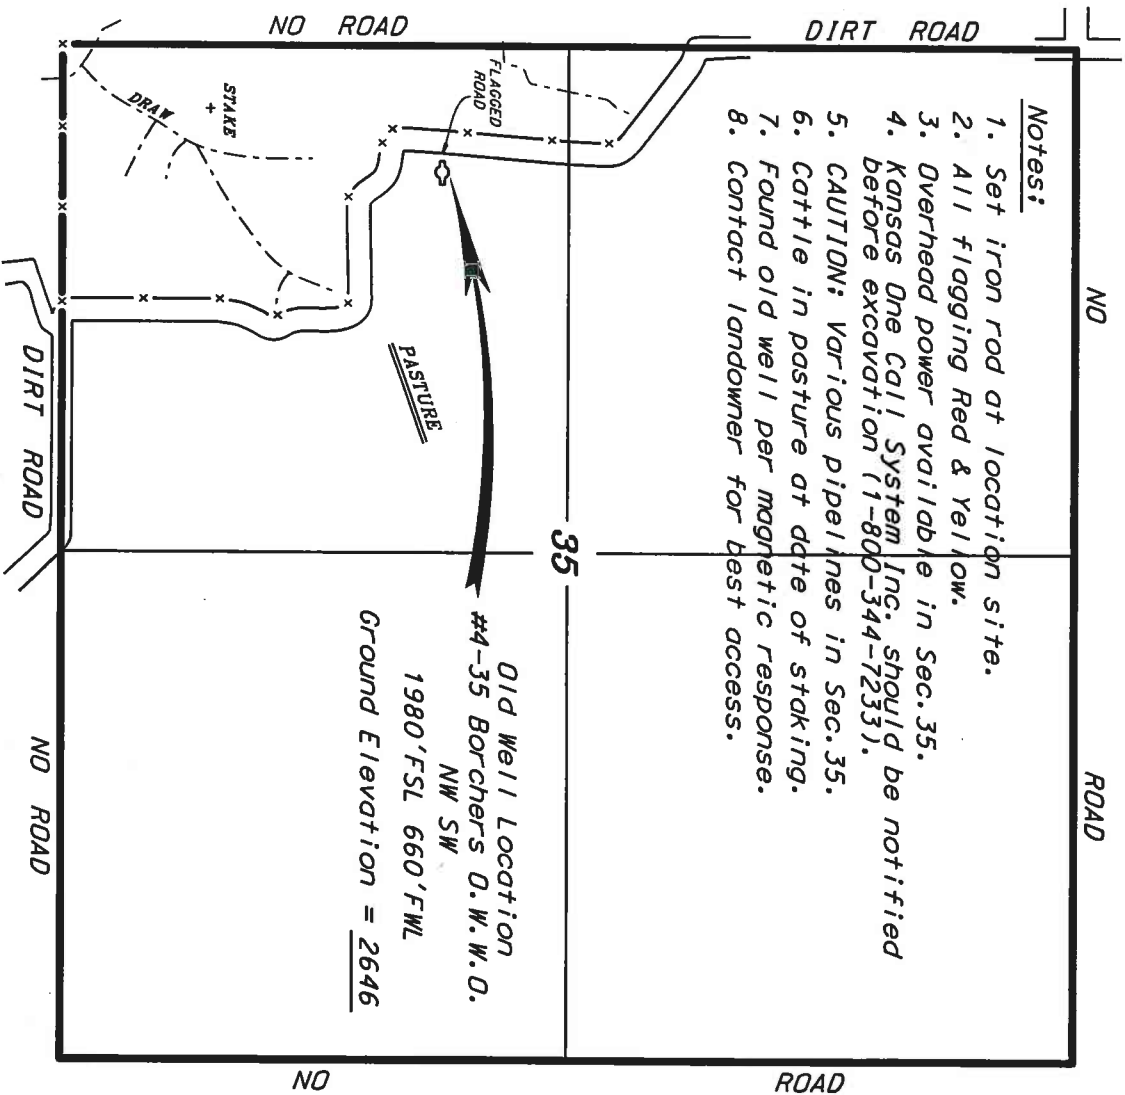 NO ROAD
Notes:
1. Set iron rod at location site.
2. All flagging Red & Yellow.
3. Overhead power available in Sec.35.
4. Kansas One Call System Inc. should be notified
before excavation (1-800-344-7233).
5. CAUTION: Various pipelines in Sec.35.
6. Cattle in pasture at date of staking.
7. Found old well per magnetic response.
8. Contact landowner for best access.
DIRT ROAD
NO ROAD
35
FLAGGED
ROAD
STAKE
+
DRAW
PASTURE
Old Well Location
#4-35 Borchers O.W.W.O.
NW SW
1980'FSL 660'FWL
Ground Elevation = 2646
ROAD
NO
DIRT ROAD
NO ROAD